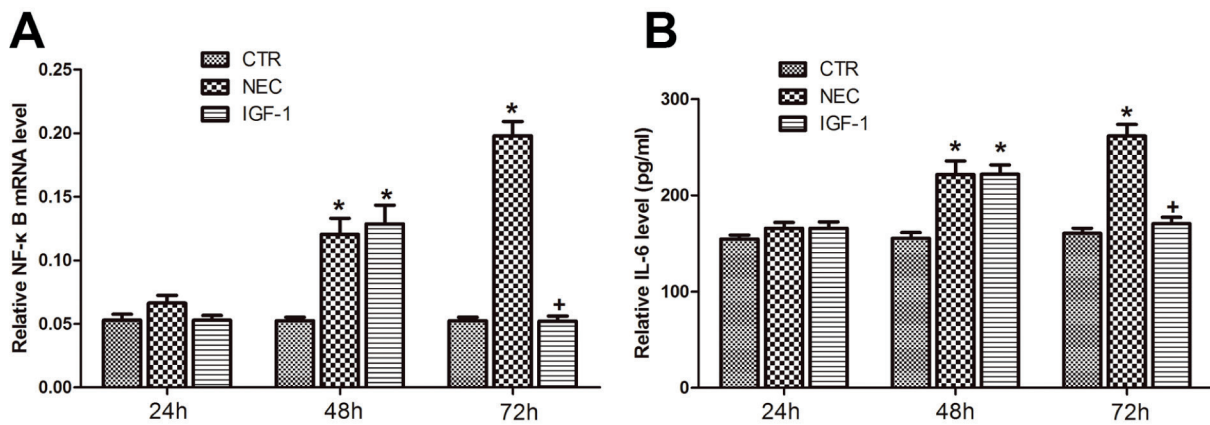 A
CTR
NEC
IGF-1
Relative NF-κ B mRNA level
0.25
0.20
0.15
0.10
0.05
0.00
*
*
*
+
24h
48h
72h
B
CTR
NEC
IGF-1
Relative IL-6 level (pg/ml)
300
200
100
0
*
*
*
+
24h
48h
72h